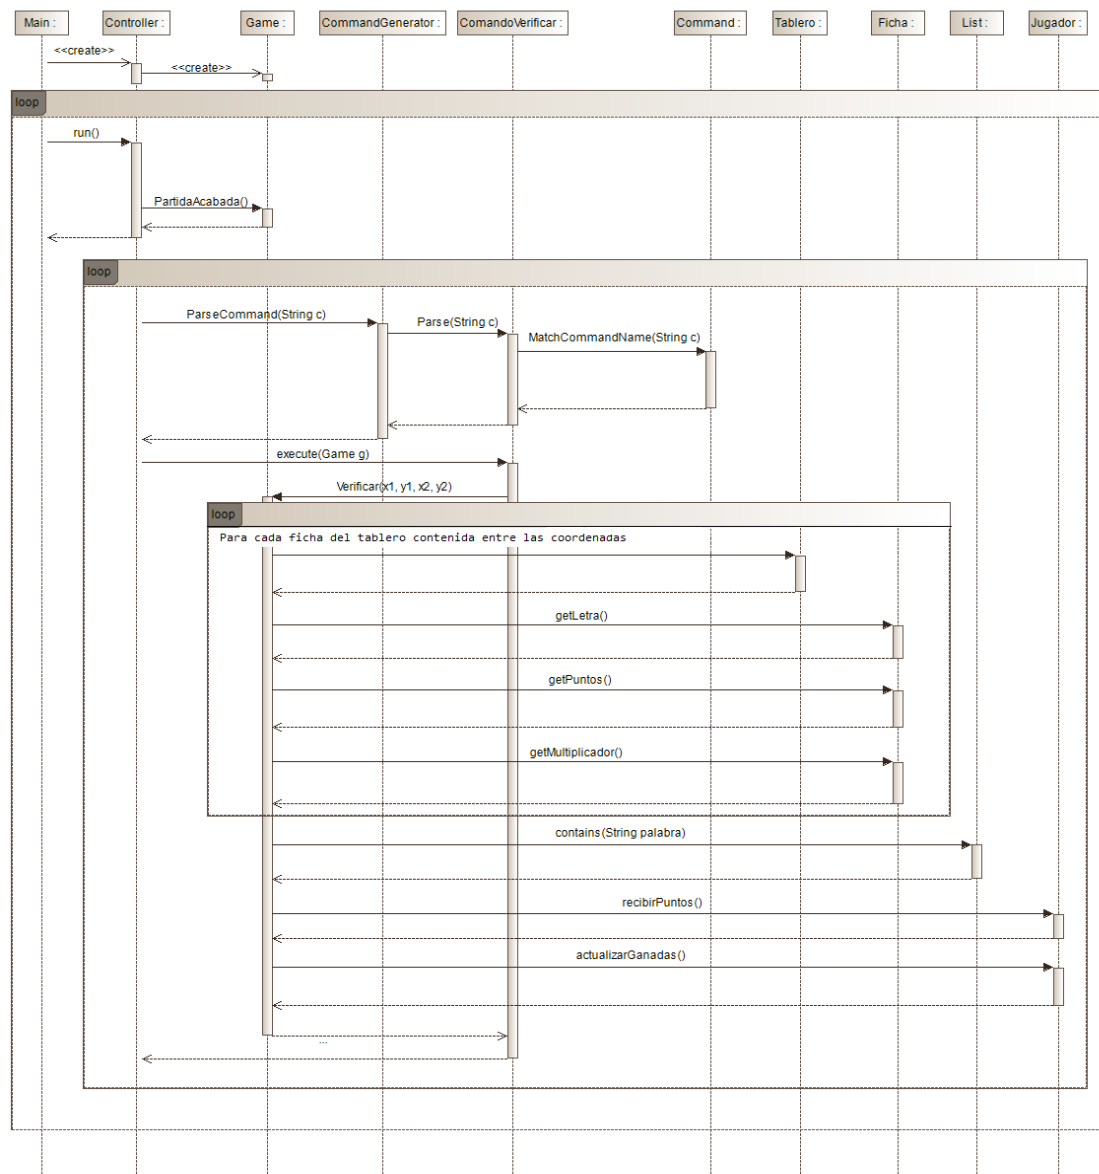 Main :
Controller :
Game :
CommandGenerator :
ComandoVerificar :
Command :
Tablero :
Ficha :
List :
Jugador :
<<create>>
<<create>>
loop
run()
PartidaAcabada()
loop
ParseCommand(String c)
Parse(String c)
MatchCommandName(String c)
execute(Game g)
Verificar(x1, y1, x2, y2)
loop
Para cada ficha del tablero contenida entre las coordenadas
getLetra()
getPuntos()
getMultiplicador()
contains(String palabra)
recibirPuntos()
actualizarGanadas()
...